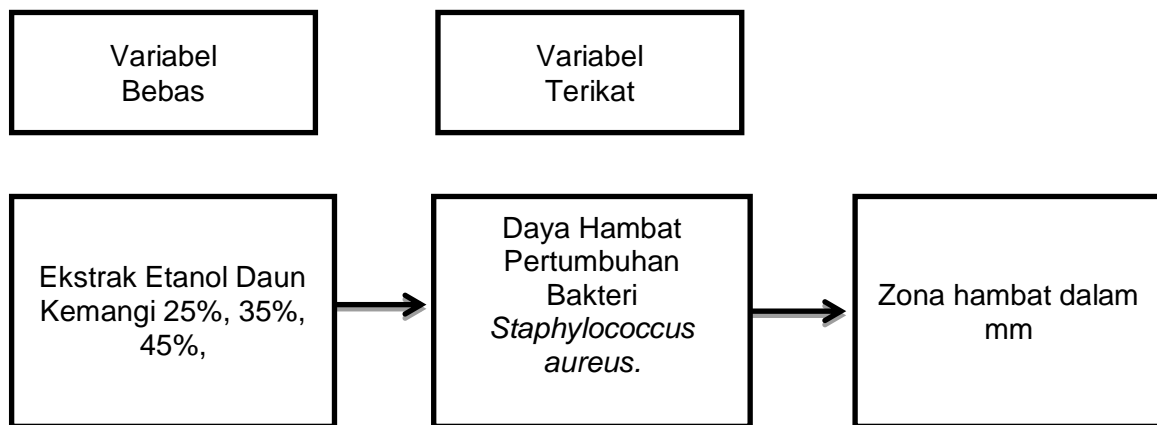 Variabel
Bebas
Variabel
Terikat
Ekstrak Etanol Daun
Kemangi 25%, 35%,
45%,
Daya Hambat
Pertumbuhan
Bakteri
Staphylococcus
aureus.
Zona hambat dalam
mm